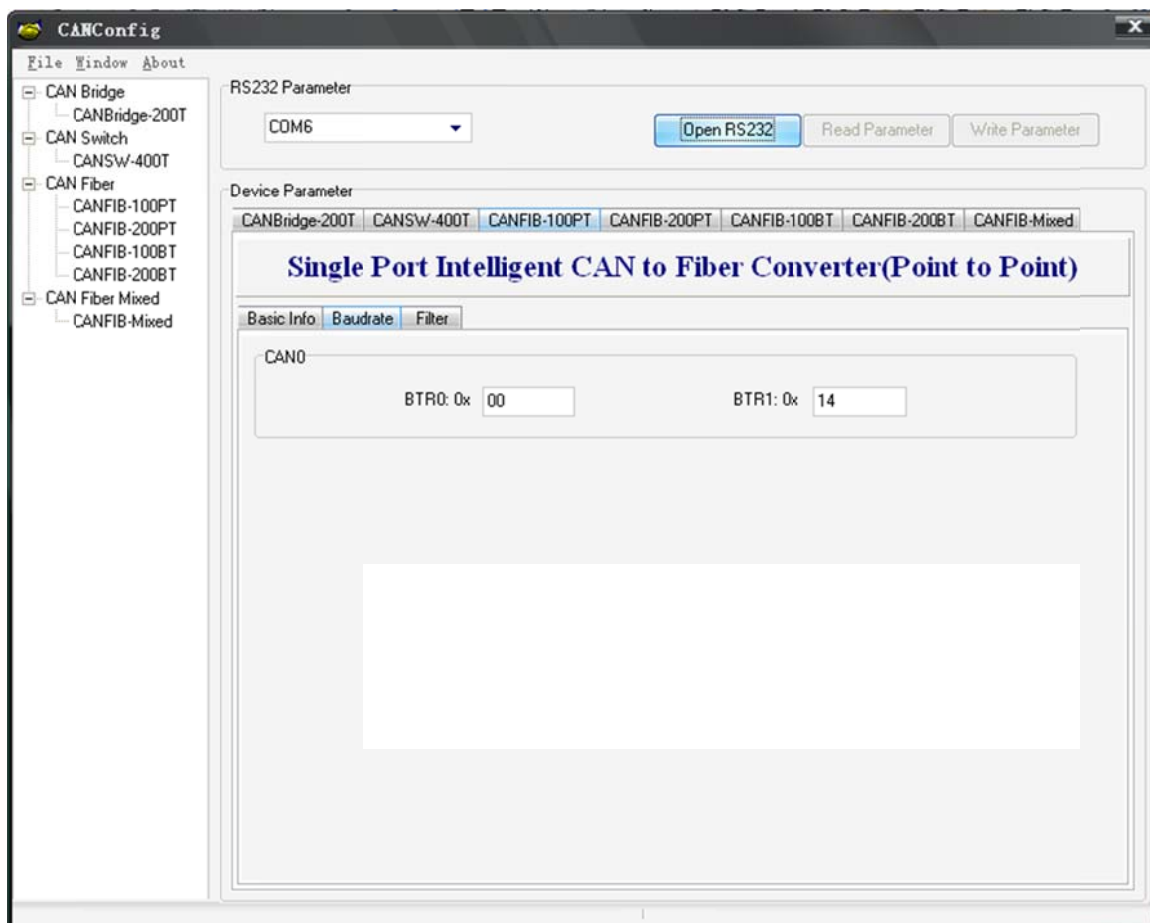 CANConfig
File Window About
CAN Bridge
CANBridge-200T
CAN Switch
CANSW-400T
CAN Fiber
CANFIB-100PT
CANFIB-200PT
CANFIB-100BT
CANFIB-200BT
CAN Fiber Mixed
CANFIB-Mixed
RS232 Parameter
COM6 Open RS232 Read Parameter Write Parameter
Device Parameter
CANBridge-200T CANSW-400T CANFIB-100PT CANFIB-200PT CANFIB-100BT CANFIB-200BT CANFIB-Mixed
Single Port Intelligent CAN to Fiber Converter(Point to Point)
Basic Info Baudrate Filter
CAN0
BTR0: 0x 00 BTR1: 0x 14